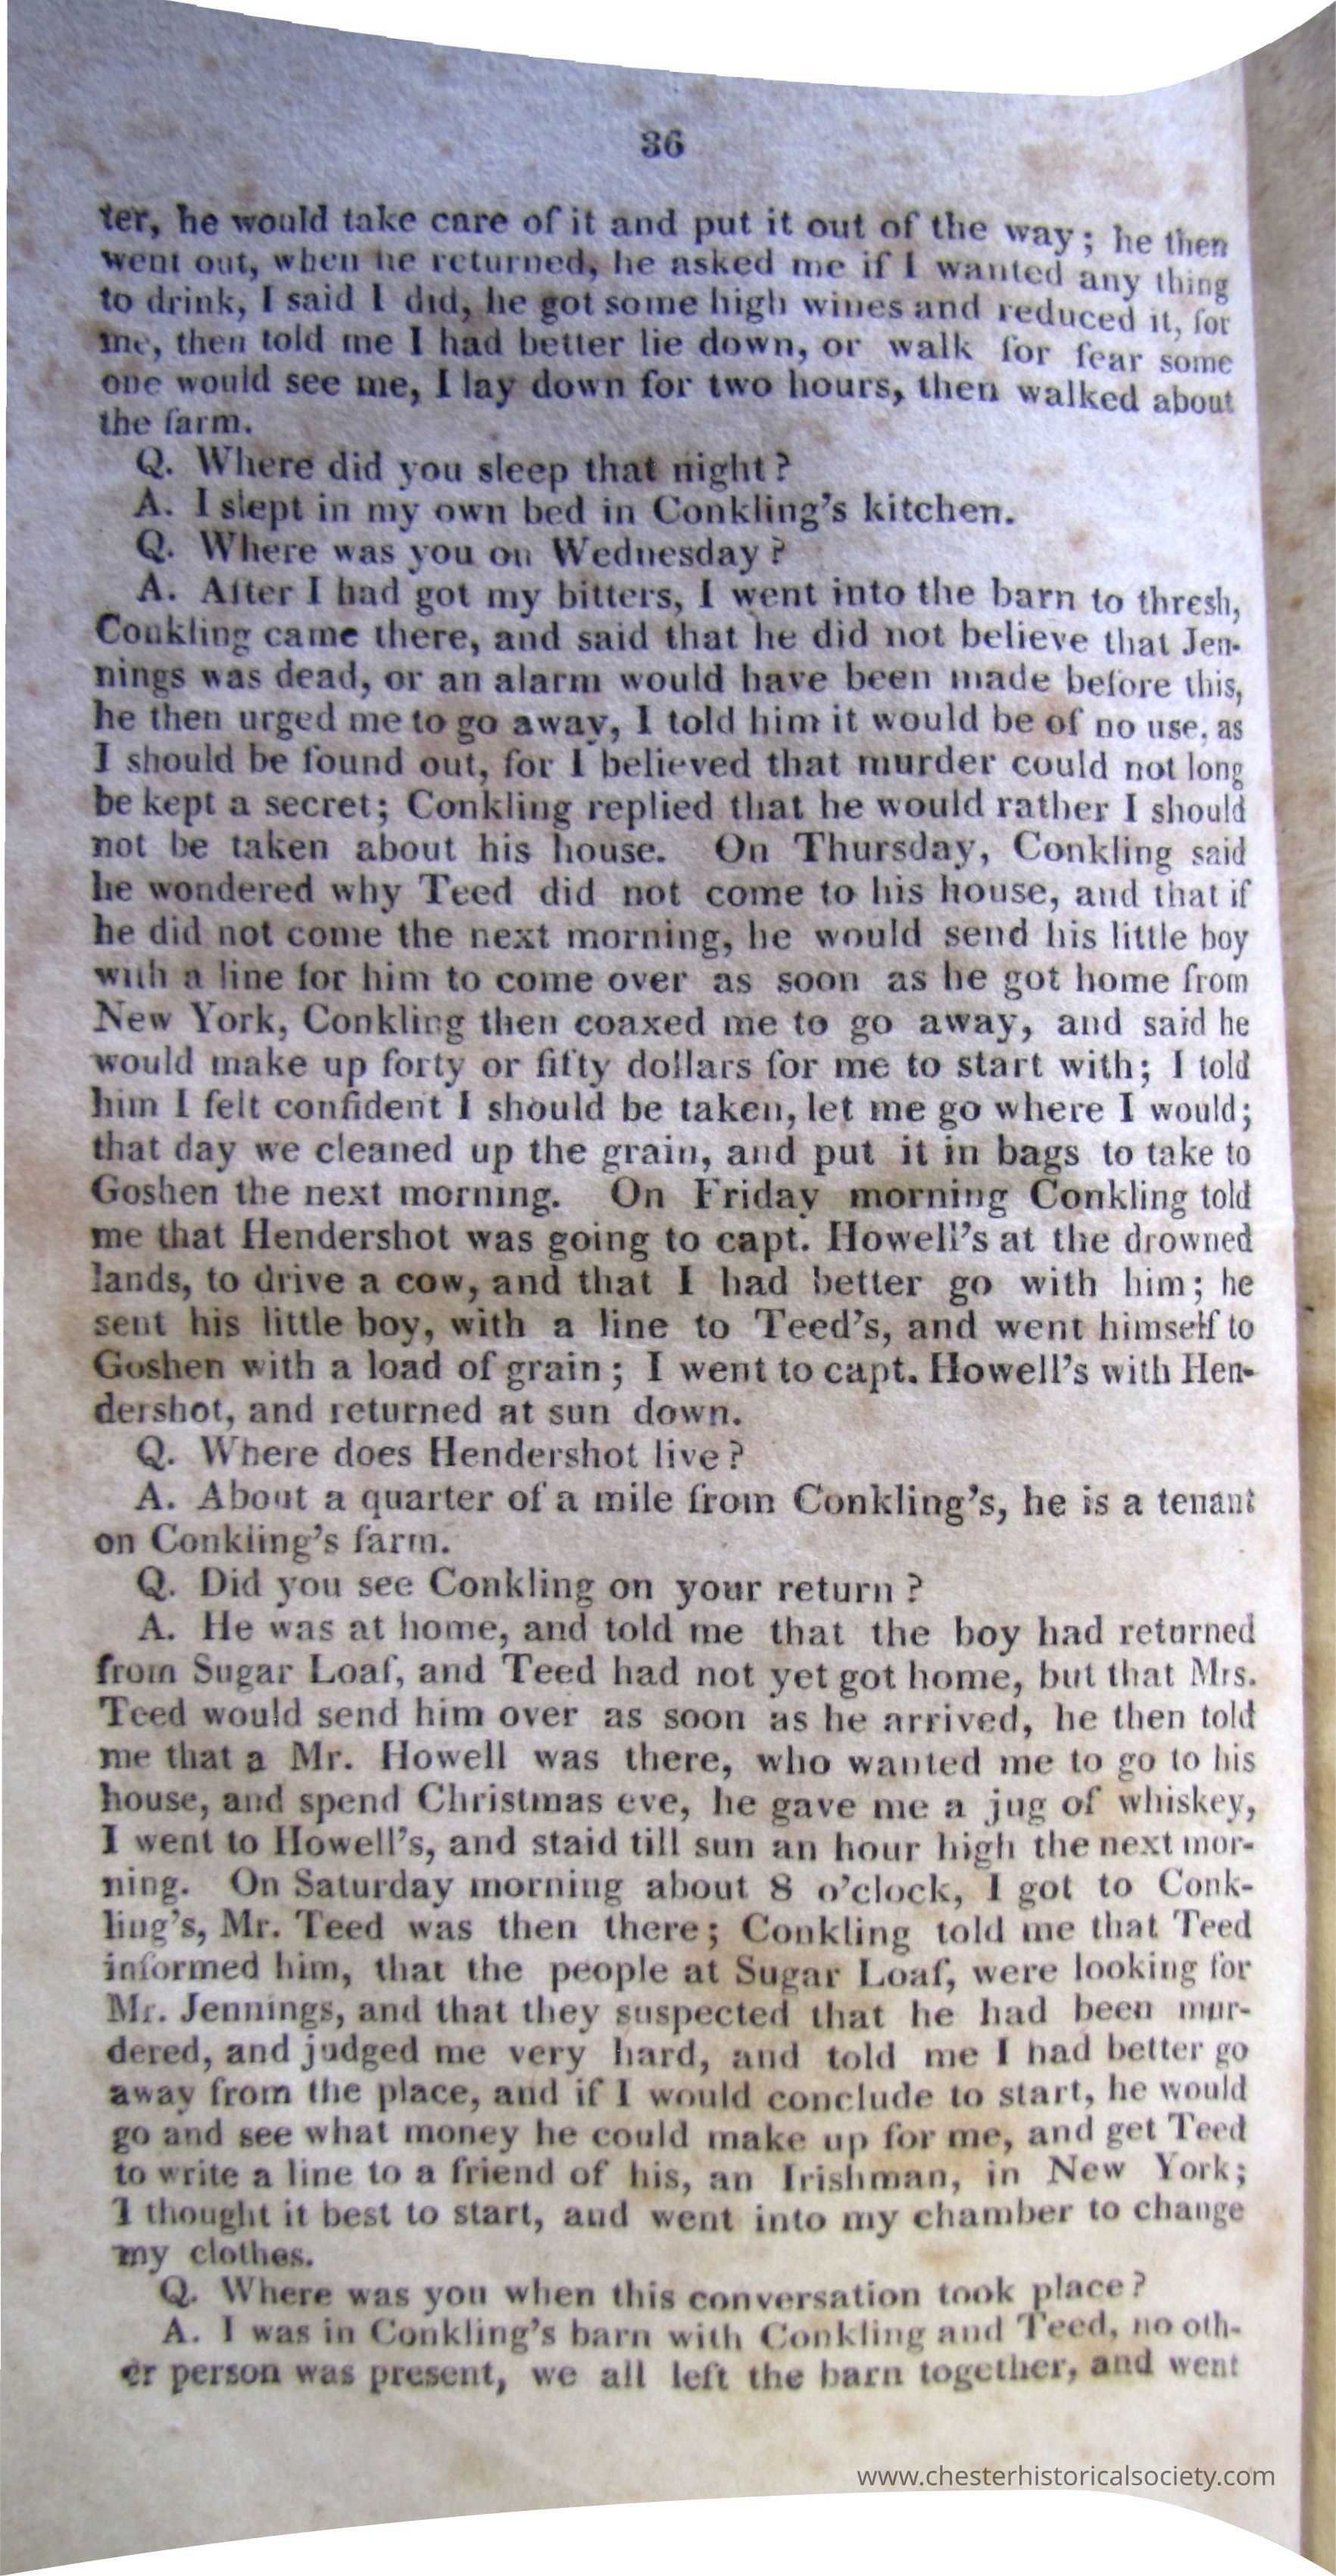 36
ter, he would take care of it and put it out of the way; he then
went out, when he returned, he asked me if I wanted any thing
to drink, I said I did, he got some high wines and reduced it, for
me, then told me I had better lie down, or walk for fear some
one would see me, I lay down for two hours, then walked about
the farm.
Q. Where did you sleep that night?
A. I slept in my own bed in Conkling's kitchen.
Q. Where was you on Wednesday?
A. After I had got my bitters, I went into the barn to thresh,
Conkling came there, and said that he did not believe that Jen-
nings was dead, or an alarm would have been made before this,
he then urged me to go away, I told him it would be of no use, as
I should be found out, for I believed that murder could not long
be kept a secret; Conkling replied that he would rather I should
not be taken about his house. On Thursday, Conkling said
he wondered why Teed did not come to his house, and that if
he did not come the next morning, he would send his little boy
with a line for him to come over as soon as he got home from
New York, Conkling then coaxed me to go away, and said he
would make up forty or fifty dollars for me to start with; I told
him I felt confident I should be taken, let me go where I would;
that day we cleaned up the grain, and put it in bags to take to
Goshen the next morning. On Friday morning Conkling told
me that Hendershot was going to capt. Howell's at the drowned
lands, to drive a cow, and that I had better go with him; he
sent his little boy, with a line to Teed's, and went himself to
Goshen with a load of grain; I went to capt. Howell's with Hen-
dershot, and returned at sun down.
Q. Where does Hendershot live?
A. About a quarter of a mile from Conkling's, he is a tenant
on Conkling's farm.
Q. Did you see Conkling on your return?
A. He was at home, and told me that the boy had returned
from Sugar Loaf, and Teed had not yet got home, but that Mrs.
Teed would send him over as soon as he arrived, he then told
me that a Mr. Howell was there, who wanted me to go to his
house, and spend Christmas eve, he gave me a jug of whiskey,
I went to Howell's, and staid till sun an hour high the next mor-
ning. On Saturday morning about 8 o'clock, I got to Conk-
ling's, Mr. Teed was then there; Conkling told me that Teed
informed him, that the people at Sugar Loaf, were looking for
Mr. Jennings, and that they suspected that he had been mur-
dered, and judged me very hard, and told me I had better go
away from the place, and if I would conclude to start, he would
go and see what money he could make up for me, and get Teed
to write a line to a friend of his, an Irishman, in New York;
I thought it best to start, and went into my chamber to change
my clothes.
Q. Where was you when this conversation took place?
A. I was in Conkling's barn with Conkling and Teed, no oth-
er person was present, we all left the barn together, and went
www.chesterhistoricalsociety.com